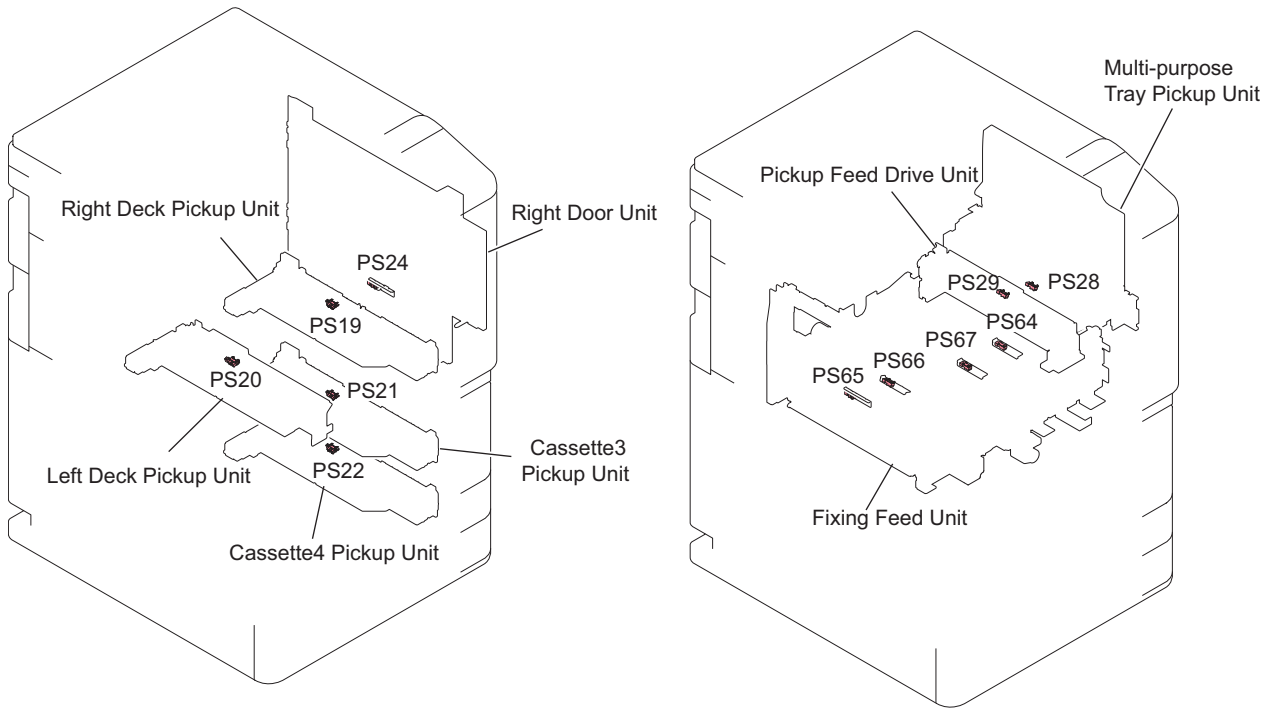 Right Deck Pickup Unit
Right Door Unit
PS24
PS19
PS20
PS21
PS22
Left Deck Pickup Unit
Cassette3
Pickup Unit
Cassette4 Pickup Unit
Multi-purpose
Tray Pickup Unit
Pickup Feed Drive Unit
PS29
PS28
PS64
PS67
PS66
PS65
Fixing Feed Unit